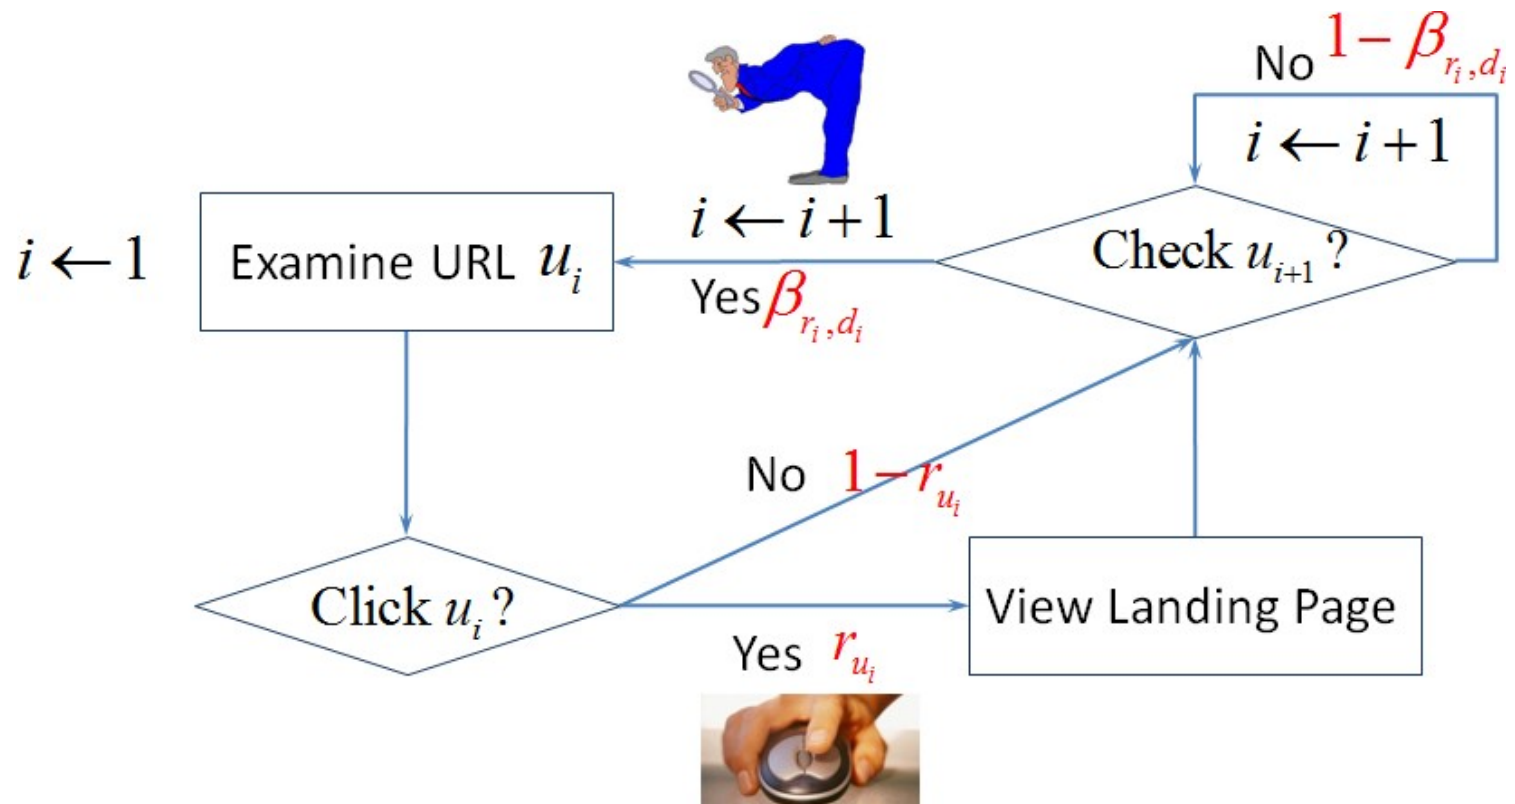 No 1 − β_{r_i,d_i}
i ← i + 1
i ← 1
Examine URL u_i
i ← i + 1
Yes β_{r_i,d_i}
Check u_{i+1} ?
No 1 − r_{u_i}
Click u_i ?
View Landing Page
Yes r_{u_i}